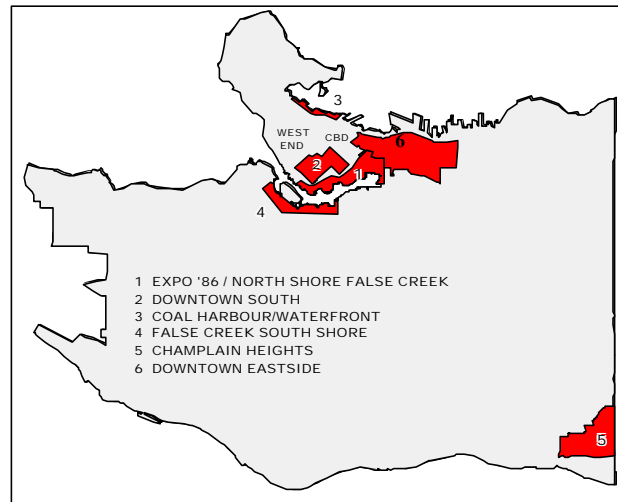 3
WEST
END
CBD
6
2
1
4
1 EXPO '86 / NORTH SHORE FALSE CREEK
2 DOWNTOWN SOUTH
3 COAL HARBOUR/WATERFRONT
4 FALSE CREEK SOUTH SHORE
5 CHAMPLAIN HEIGHTS
6 DOWNTOWN EASTSIDE
5